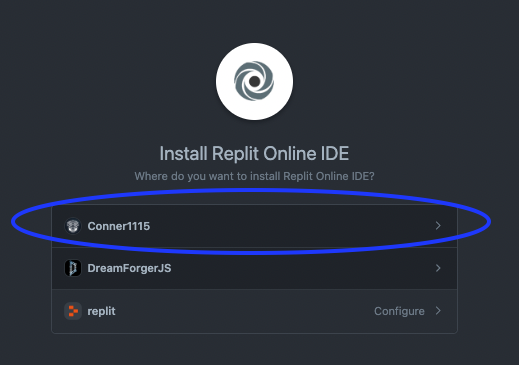 Install Replit Online IDE
Where do you want to install Replit Online IDE?
Conner1115
DreamForgerJS
replit Configure